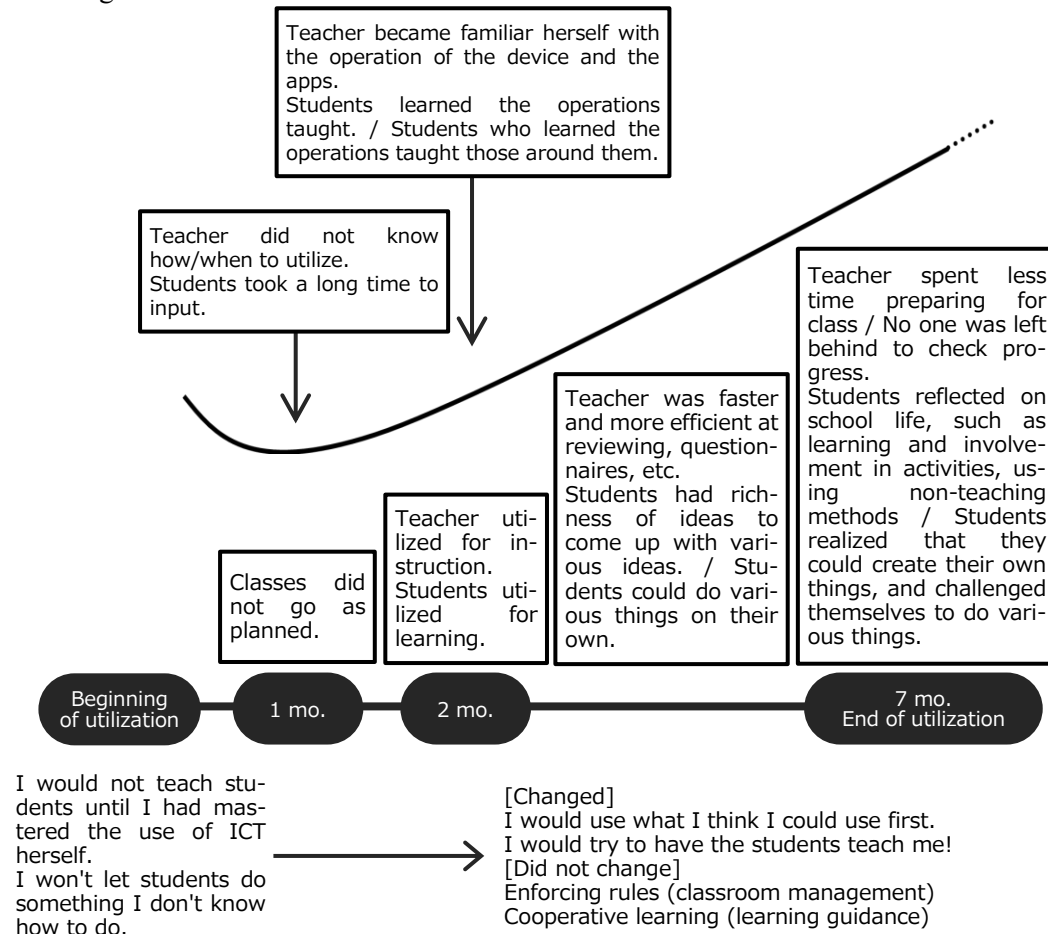 Teacher became familiar herself with
the operation of the device and the
apps.
Students learned the operations
taught. / Students who learned the
operations taught those around them.
Teacher did not know
how/when to utilize.
Students took a long time to
input.
Teacher spent less
time preparing for
class / No one was left
behind to check pro-
gress.
Students reflected on
school life, such as
learning and involve-
ment in activities, us-
ing non-teaching
methods / Students
realized that they
could create their own
things, and challenged
themselves to do vari-
ous things.
Teacher was faster
and more efficient at
reviewing, question-
naires, etc.
Students had rich-
ness of ideas to
come up with vari-
ous ideas. / Stu-
dents could do vari-
ous things on their
own.
Teacher uti-
lized for in-
struction.
Students uti-
lized for
learning.
Classes did
not go as
planned.
Beginning
of utilization
1 mo.
2 mo.
7 mo.
End of utilization
I would not teach stu-
dents until I had mas-
tered the use of ICT
herself.
I won't let students do
something I don't know
how to do.
[Changed]
I would use what I think I could use first.
I would try to have the students teach me!
[Did not change]
Enforcing rules (classroom management)
Cooperative learning (learning guidance)